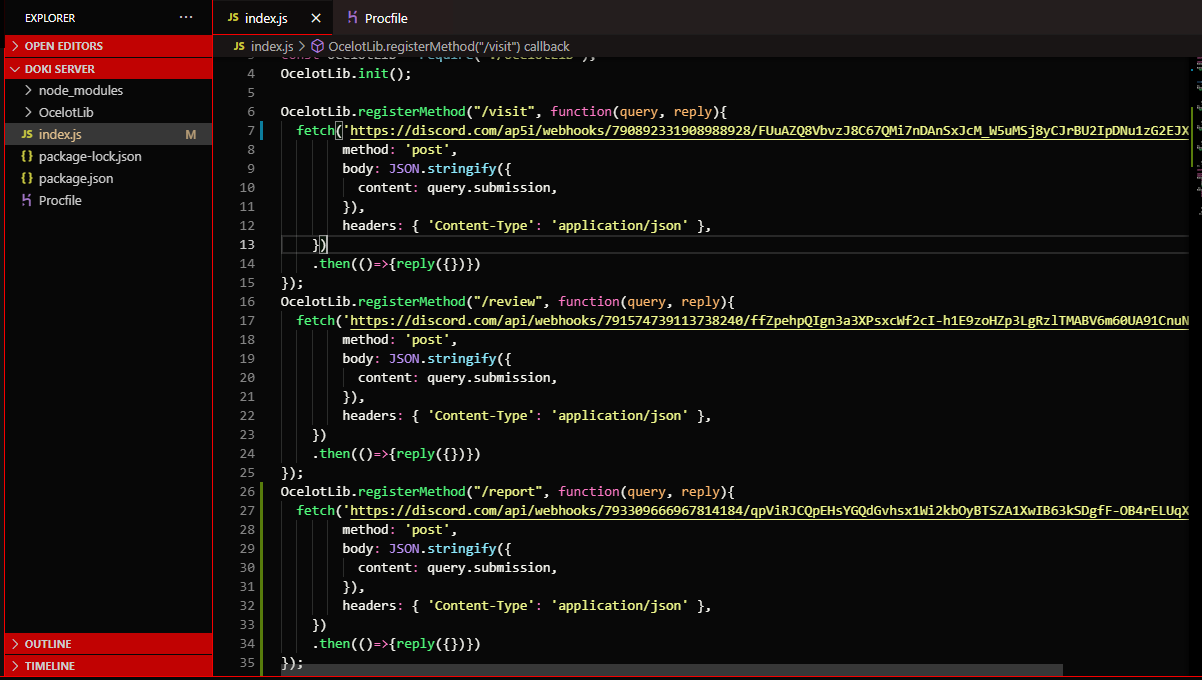 EXPLORER
···
JS index.js ×
Procfile
OPEN EDITORS
JS index.js > OcelotLib.registerMethod("/visit") callback
DOKI SERVER
node_modules
OcelotLib
JS index.js M
{} package-lock.json
{} package.json
Procfile
OUTLINE
TIMELINE
4 OcelotLib.init();
5
6 OcelotLib.registerMethod("/visit", function(query, reply){
7 fetch('https://discord.com/ap5i/webhooks/790892331908988928/FUuAZQ8VbvzJ8C67QMi7nDAnSxJcM_W5uMSj8yCJrBU2IpDNu1zG2EJX
8 method: 'post',
9 body: JSON.stringify({
10 content: query.submission,
11 }),
12 headers: { 'Content-Type': 'application/json' },
13 })
14 .then(()=>{reply({})})
15 });
16 OcelotLib.registerMethod("/review", function(query, reply){
17 fetch('https://discord.com/api/webhooks/791574739113738240/ffZpehpQIgn3a3XPsxcWf2cI-h1E9zoHZp3LgRzlTMABV6m60UA91CnuN
18 method: 'post',
19 body: JSON.stringify({
20 content: query.submission,
21 }),
22 headers: { 'Content-Type': 'application/json' },
23 })
24 .then(()=>{reply({})})
25 });
26 OcelotLib.registerMethod("/report", function(query, reply){
27 fetch('https://discord.com/api/webhooks/793309666967814184/qpViRJCQpEHsYGQdGvhsx1Wi2kbOyBTSZA1XwIB63kSDgfF-OB4rELUqX
28 method: 'post',
29 body: JSON.stringify({
30 content: query.submission,
31 }),
32 headers: { 'Content-Type': 'application/json' },
33 })
34 .then(()=>{reply({})})
35 });